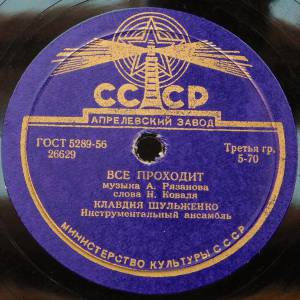 СССР
АПРЕЛЕВСКИЙ ЗАВОД
ГОСТ 5289-56
26629
Третья гр.
5-70
ВСЕ ПРОХОДИТ
музыка А. Рязанова
слова Н. Коваля
КЛАВДИЯ ШУЛЬЖЕНКО
Инструментальный ансамбль
МИНИСТЕРСТВО КУЛЬТУРЫ СССР